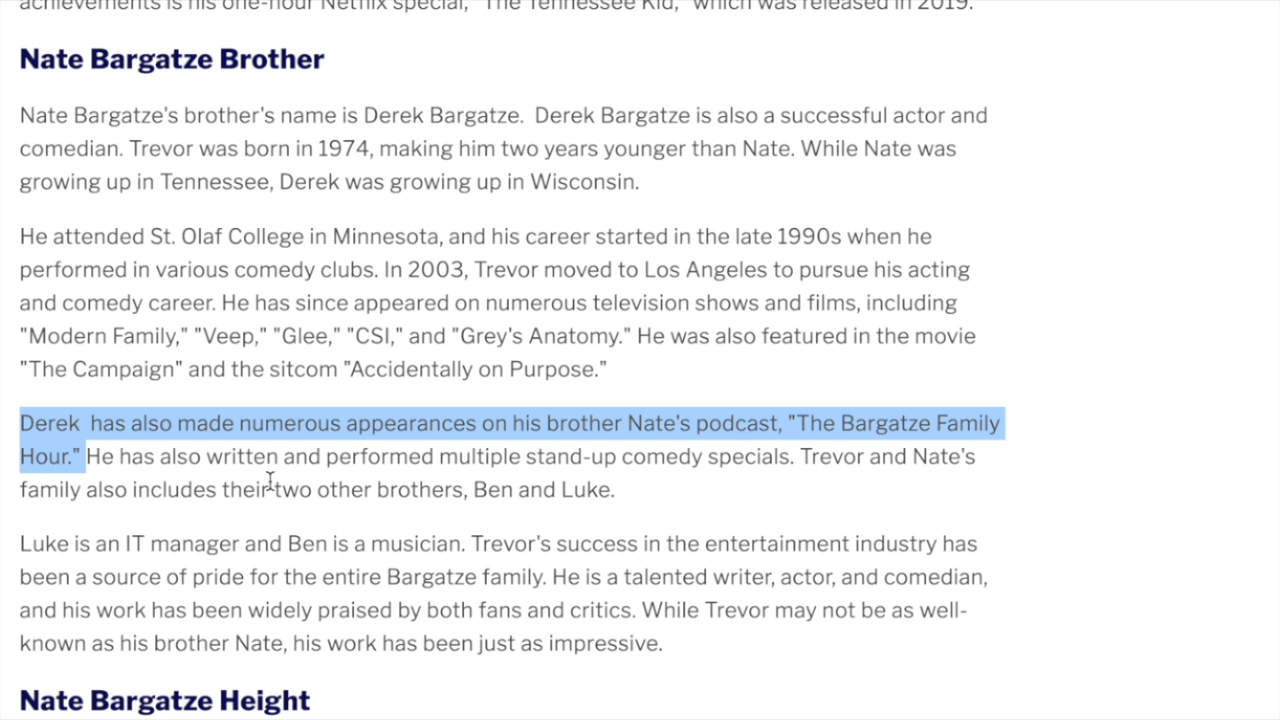 achievements is his one-hour Netflix special, "The Tennessee Kid," which was released in 2019.
Nate Bargatze Brother
Nate Bargatze's brother's name is Derek Bargatze.  Derek Bargatze is also a successful actor and
comedian. Trevor was born in 1974, making him two years younger than Nate. While Nate was
growing up in Tennessee, Derek was growing up in Wisconsin.
He attended St. Olaf College in Minnesota, and his career started in the late 1990s when he
performed in various comedy clubs. In 2003, Trevor moved to Los Angeles to pursue his acting
and comedy career. He has since appeared on numerous television shows and films, including
"Modern Family," "Veep," "Glee," "CSI," and "Grey's Anatomy." He was also featured in the movie
"The Campaign" and the sitcom "Accidentally on Purpose."
Derek  has also made numerous appearances on his brother Nate's podcast, "The Bargatze Family
Hour." He has also written and performed multiple stand-up comedy specials. Trevor and Nate's
family also includes their two other brothers, Ben and Luke.
Luke is an IT manager and Ben is a musician. Trevor's success in the entertainment industry has
been a source of pride for the entire Bargatze family. He is a talented writer, actor, and comedian,
and his work has been widely praised by both fans and critics. While Trevor may not be as well-
known as his brother Nate, his work has been just as impressive.
Nate Bargatze Height